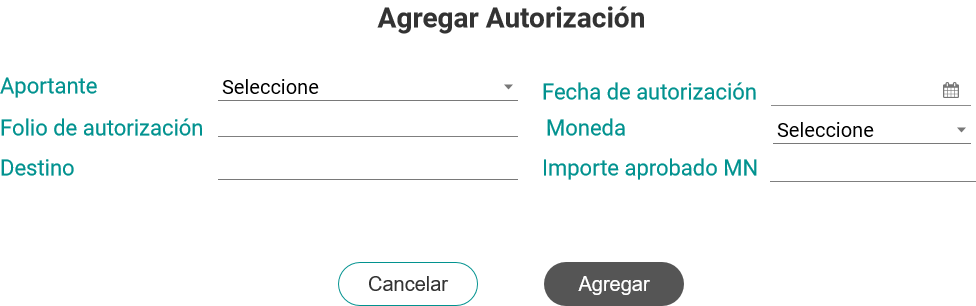 Agregar Autorización
Aportante Seleccione Fecha de autorización
Folio de autorización Moneda Seleccione
Destino Importe aprobado MN
Cancelar Agregar